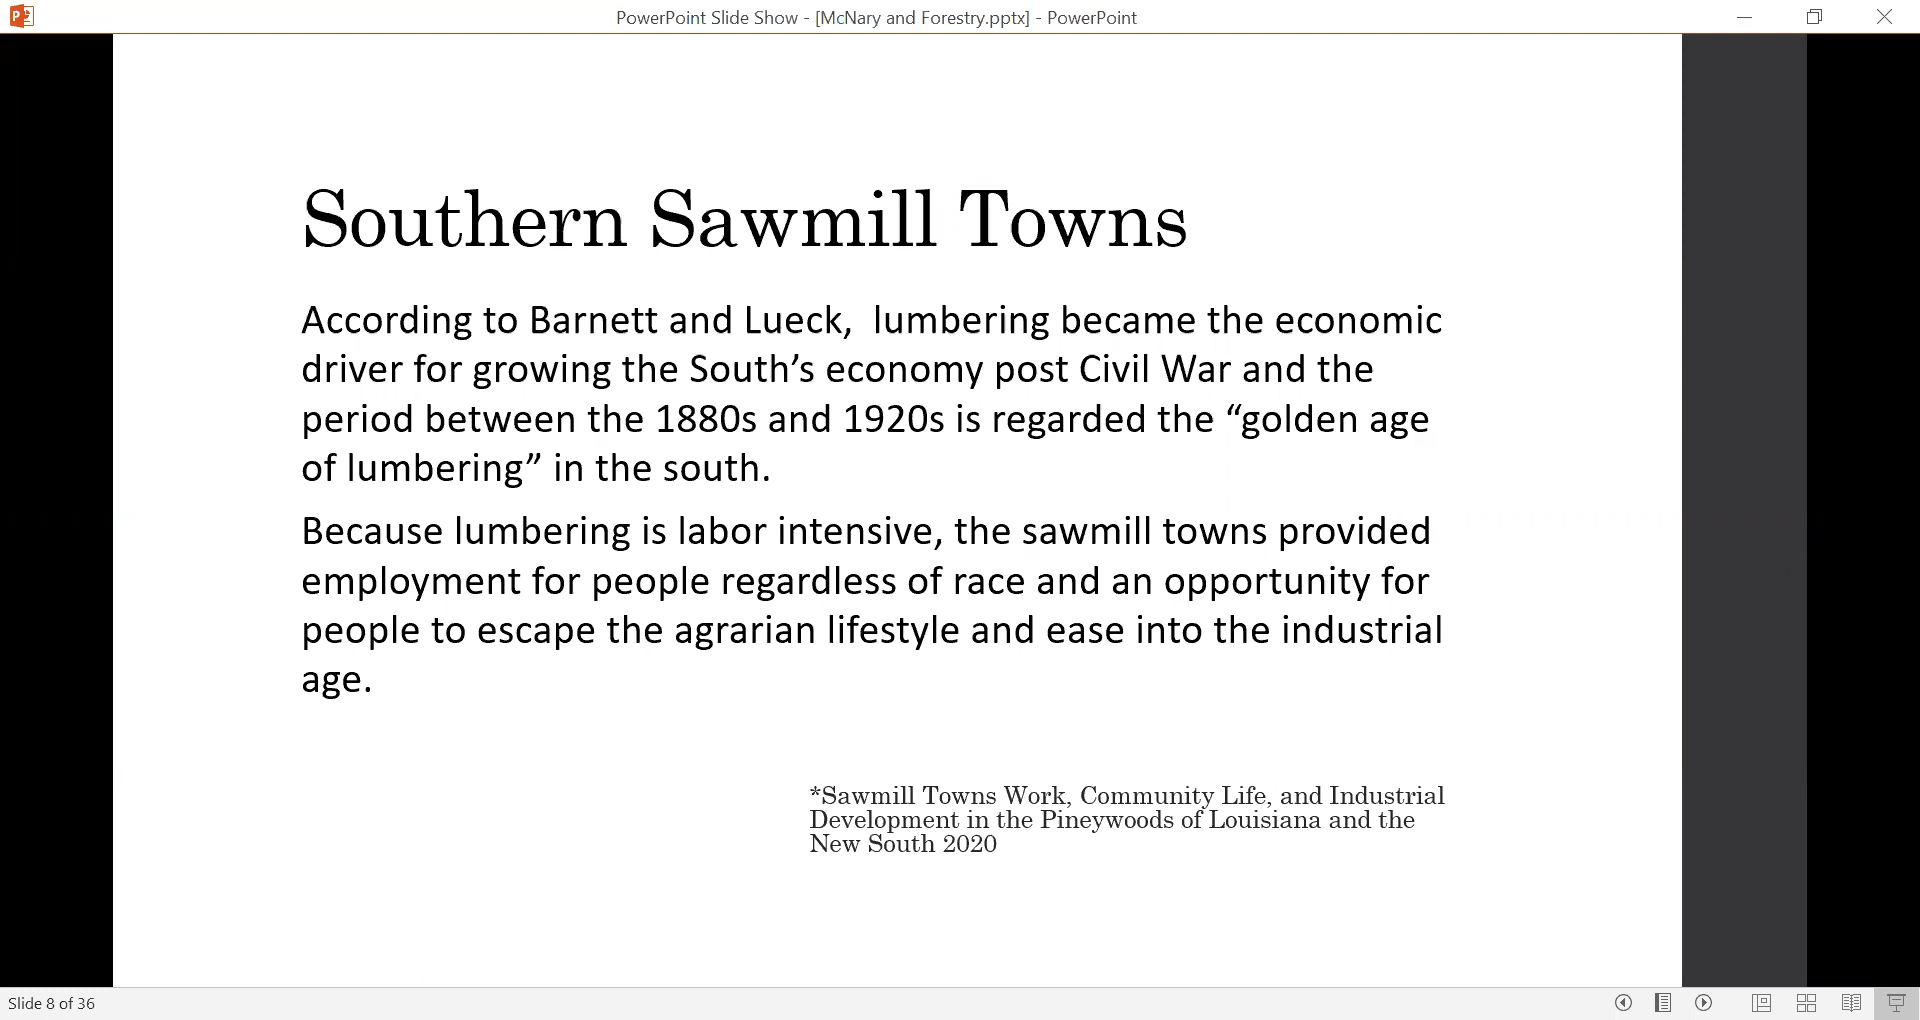 PowerPoint Slide Show - [McNary and Forestry.pptx] - PowerPoint
Southern Sawmill Towns
According to Barnett and Lueck,  lumbering became the economic
driver for growing the South’s economy post Civil War and the
period between the 1880s and 1920s is regarded the “golden age
of lumbering” in the south.
Because lumbering is labor intensive, the sawmill towns provided
employment for people regardless of race and an opportunity for
people to escape the agrarian lifestyle and ease into the industrial
age.
*Sawmill Towns Work, Community Life, and Industrial
Development in the Pineywoods of Louisiana and the
New South 2020
Slide 8 of 36